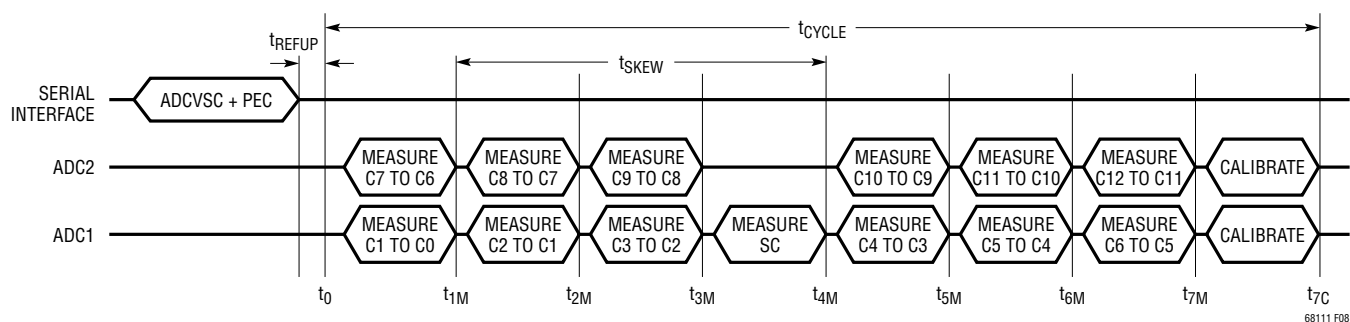 tCYCLE
tREFUP
tSKEW
SERIAL
INTERFACE
ADCVSC + PEC
ADC2
MEASURE
C7 TO C6
MEASURE
C8 TO C7
MEASURE
C9 TO C8
MEASURE
C10 TO C9
MEASURE
C11 TO C10
MEASURE
C12 TO C11
CALIBRATE
ADC1
MEASURE
C1 TO C0
MEASURE
C2 TO C1
MEASURE
C3 TO C2
MEASURE
SC
MEASURE
C4 TO C3
MEASURE
C5 TO C4
MEASURE
C6 TO C5
CALIBRATE
t0 t1M t2M t3M t4M t5M t6M t7M t7C
68111 F08